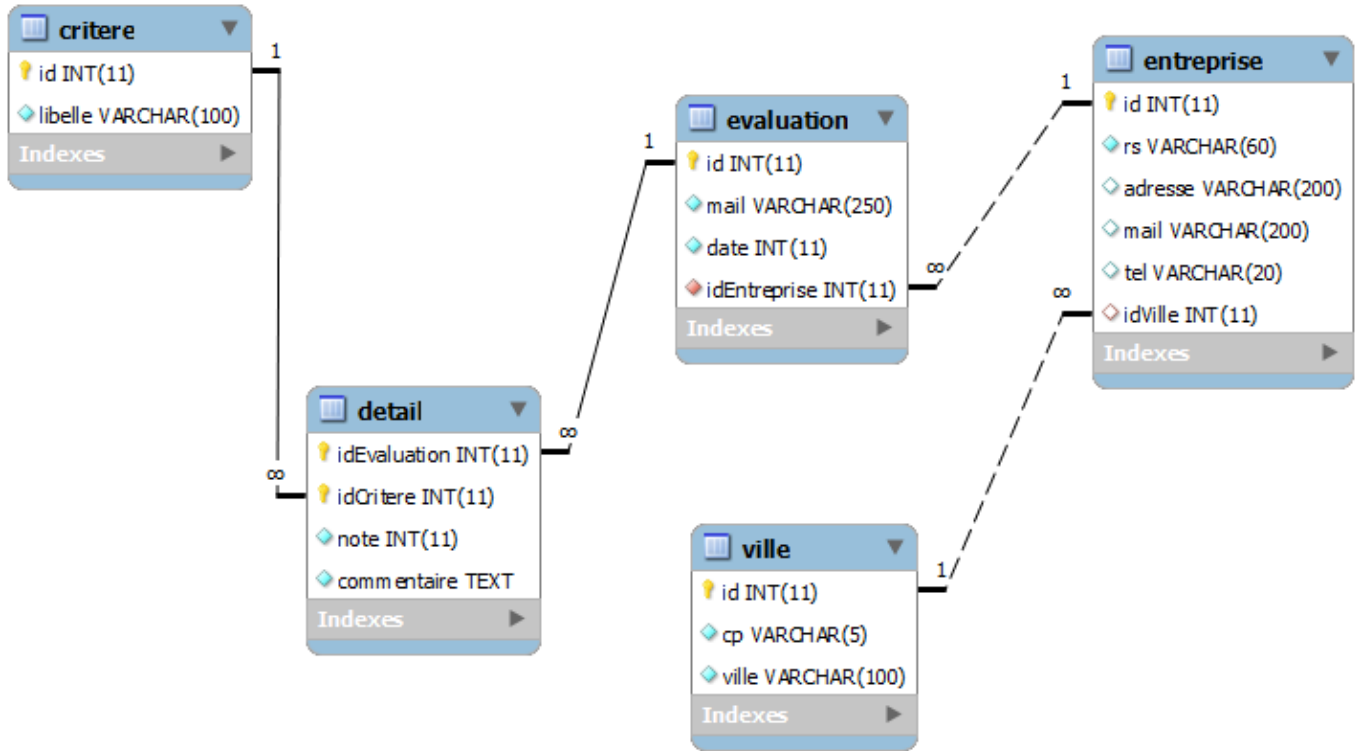 critere
id INT(11)
libelle VARCHAR(100)
Indexes
1
∞
detail
idEvaluation INT(11)
idCritere INT(11)
note INT(11)
commentaire TEXT
Indexes
∞
1
evaluation
id INT(11)
mail VARCHAR(250)
date INT(11)
idEntreprise INT(11)
Indexes
∞
1
entreprise
id INT(11)
rs VARCHAR(60)
adresse VARCHAR(200)
mail VARCHAR(200)
tel VARCHAR(20)
idVille INT(11)
Indexes
∞
1
ville
id INT(11)
cp VARCHAR(5)
ville VARCHAR(100)
Indexes